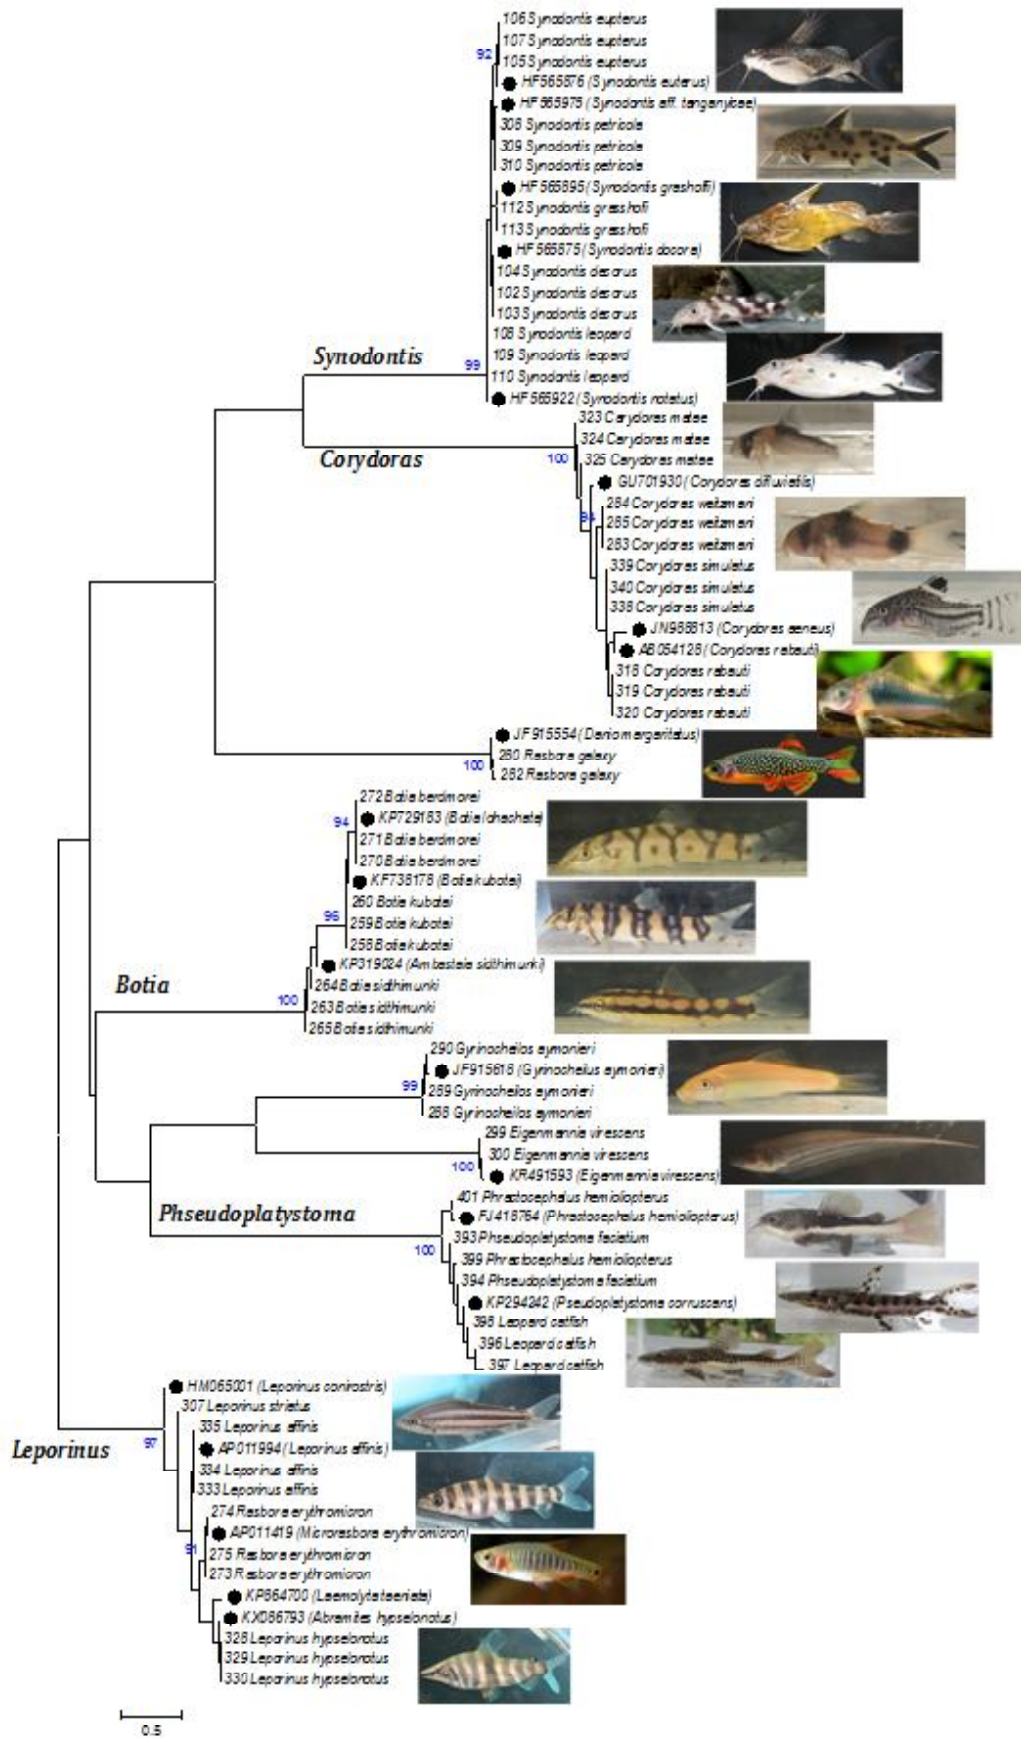 106 Synodontis eupterus
107 Synodontis eupterus
105 Synodontis eupterus
92
HF565876 (Synodontis euterus)
HF565975 (Synodontis aff. tanganyicae)
308 Synodontis petricola
309 Synodontis petricola
310 Synodontis petricola
HF565895 (Synodontis greshoffi)
112 Synodontis gresshofi
113 Synodontis gresshofi
HF565875 (Synodontis decora)
104 Synodontis decorus
102 Synodontis decorus
103 Synodontis decorus
108 Synodontis leopard
109 Synodontis leopard
110 Synodontis leopard
Synodontis
99
HF565922 (Synodontis notatus)
323 Corydoras metae
324 Corydoras metae
325 Corydoras metae
Corydoras
100
GU701930 (Corydoras difluviatilis)
284 Corydoras weitzmani
285 Corydoras weitzmani
94
283 Corydoras weitzmani
339 Corydoras simulatus
340 Corydoras simulatus
338 Corydoras simulatus
JN988813 (Corydoras aeneus)
AB054128 (Corydoras rabauti)
318 Corydoras rabauti
319 Corydoras rabauti
320 Corydoras rabauti
JF915554 (Danio margaritatus)
280 Rasbora galaxy
100
282 Rasbora galaxy
272 Botia berdmorei
KP729183 (Botia lohachata)
94
271 Botia berdmorei
270 Botia berdmorei
KF738178 (Botia kubotai)
260 Botia kubotai
96
259 Botia kubotai
258 Botia kubotai
KP319024 (Ambastaia sidthimunki)
Botia
264 Botia sidthimunki
100
263 Botia sidthimunki
265 Botia sidthimunki
290 Gyrinocheilos aymonieri
JF915618 (Gyrinocheilus aymonieri)
99
289 Gyrinocheilos aymonieri
288 Gyrinocheilos aymonieri
299 Eigenmannia virescens
300 Eigenmannia virescens
100
KR491593 (Eigenmannia virescens)
401 Phractocephalus hemioliopterus
Phseudoplatystoma
FJ418764 (Phractocephalus hemioliopterus)
393 Phseudoplatystoma faciatium
100
399 Phractocephalus hemioliopterus
394 Phseudoplatystoma faciatium
KP294242 (Pseudoplatystoma corruscans)
398 Leopard catfish
396 Leopard catfish
397 Leopard catfish
HM065001 (Leporinus conirostris)
307 Leporinus striatus
335 Leporinus affinis
Leporinus
97
AP011994 (Leporinus affinis)
334 Leporinus affinis
333 Leporinus affinis
274 Rasbora erythromicron
AP011419 (Microrasbora erythromicron)
91
275 Rasbora erythromicron
273 Rasbora erythromicron
KP864700 (Laemolyta taeniata)
KX086793 (Abramites hypselonotus)
328 Leporinus hypselonotus
329 Leporinus hypselonotus
330 Leporinus hypselonotus
0.5